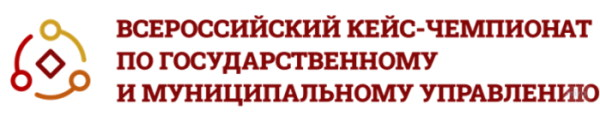 ВСЕРОССИЙСКИЙ КЕЙС-ЧЕМПИОНАТ
ПО ГОСУДАРСТВЕННОМУ
И МУНИЦИПАЛЬНОМУ УПРАВЛЕНИЮ